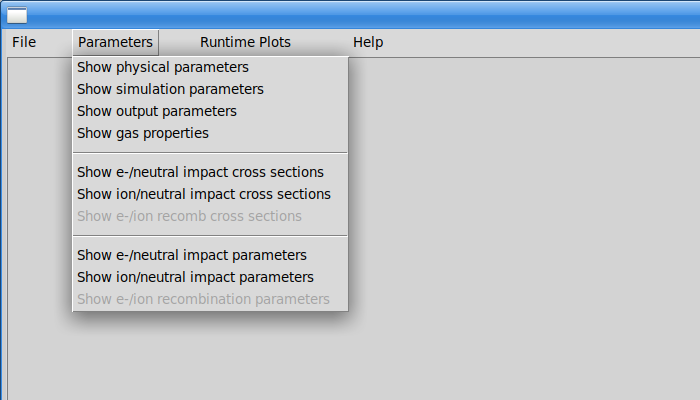 File Parameters Runtime Plots Help
Show physical parameters
Show simulation parameters
Show output parameters
Show gas properties
Show e-/neutral impact cross sections
Show ion/neutral impact cross sections
Show e-/ion recomb cross sections
Show e-/neutral impact parameters
Show ion/neutral impact parameters
Show e-/ion recombination parameters